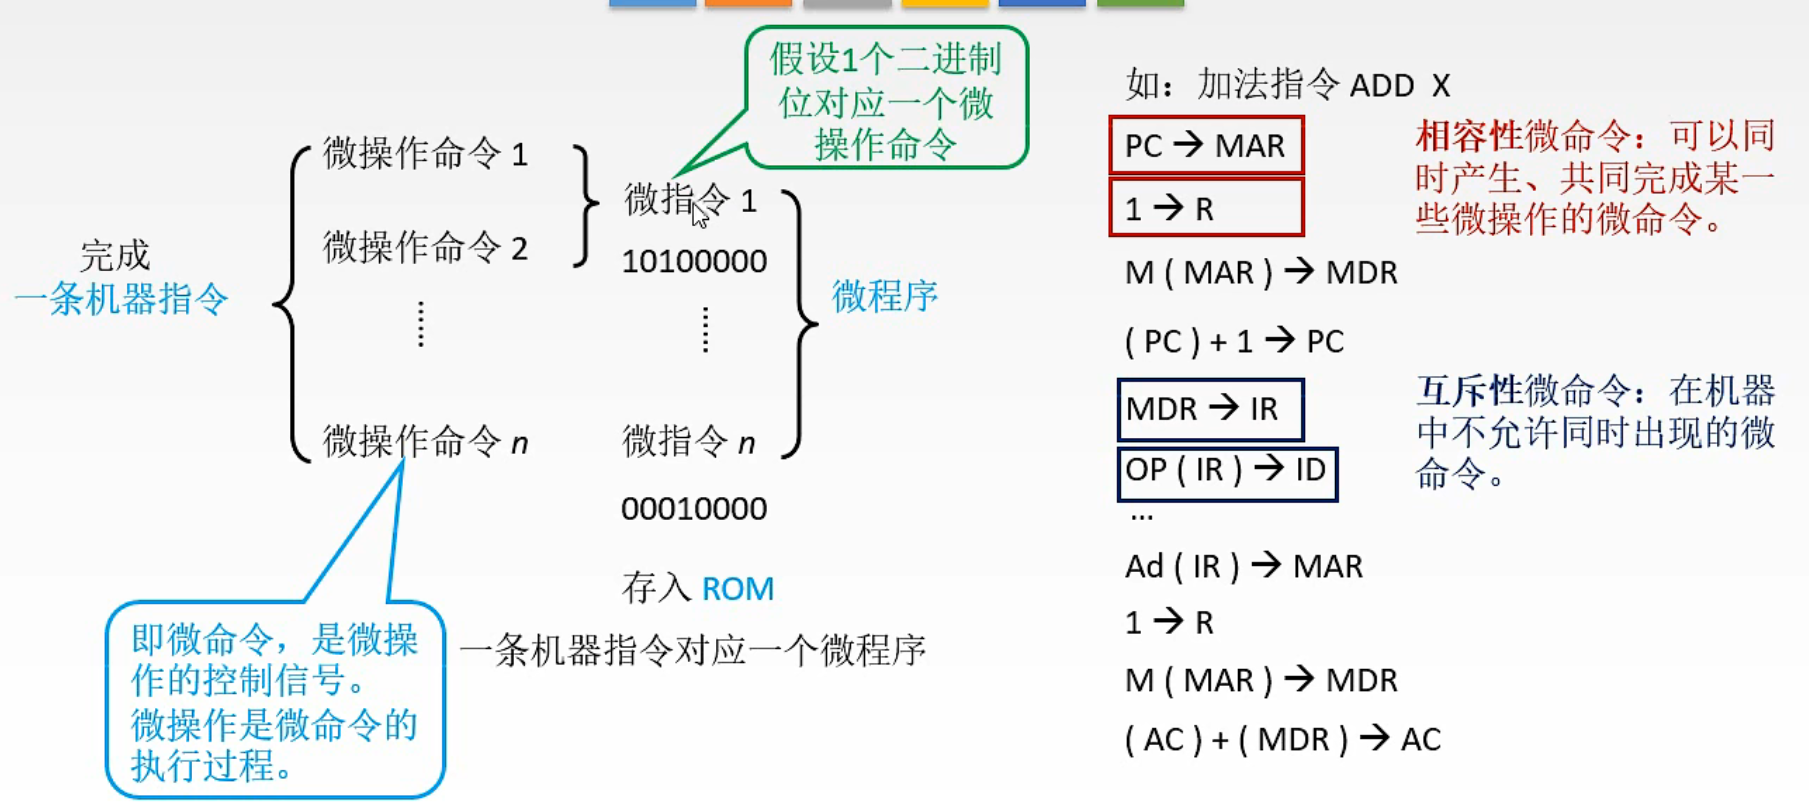 假设1个二进制
位对应一个微
操作命令
完成
一条机器指令
微操作命令 1
微操作命令 2
……
微操作命令 n
微指令 1
10100000
……
微指令 n
00010000
微程序
存入 ROM
一条机器指令对应一个微程序
即微命令，是微操
作的控制信号。
微操作是微命令的
执行过程。
如：加法指令 ADD X
PC → MAR
1 → R
M ( MAR ) → MDR
( PC ) + 1 → PC
MDR → IR
OP ( IR ) → ID
...
Ad ( IR ) → MAR
1 → R
M ( MAR ) → MDR
( AC ) + ( MDR ) → AC
相容性微命令：可以同
时产生、共同完成某一
些微操作的微命令。
互斥性微命令：在机器
中不允许同时出现的微
命令。